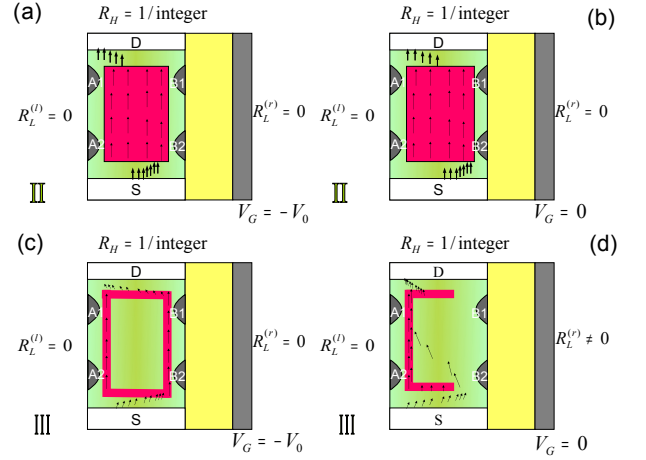 (a)
R_H = 1/integer
D
A1
B1
R_L^(l) = 0
R_L^(r) = 0
A2
B2
S
II
V_G = −V_0
(b)
R_H = 1/integer
D
A1
B1
R_L^(l) = 0
R_L^(r) = 0
A2
B2
S
II
V_G = 0
(c)
R_H = 1/integer
D
A1
B1
R_L^(l) = 0
R_L^(r) = 0
A2
B2
S
III
V_G = −V_0
(d)
R_H = 1/integer
D
A1
B1
R_L^(l) = 0
R_L^(r) ≠ 0
A2
B2
S
III
V_G = 0